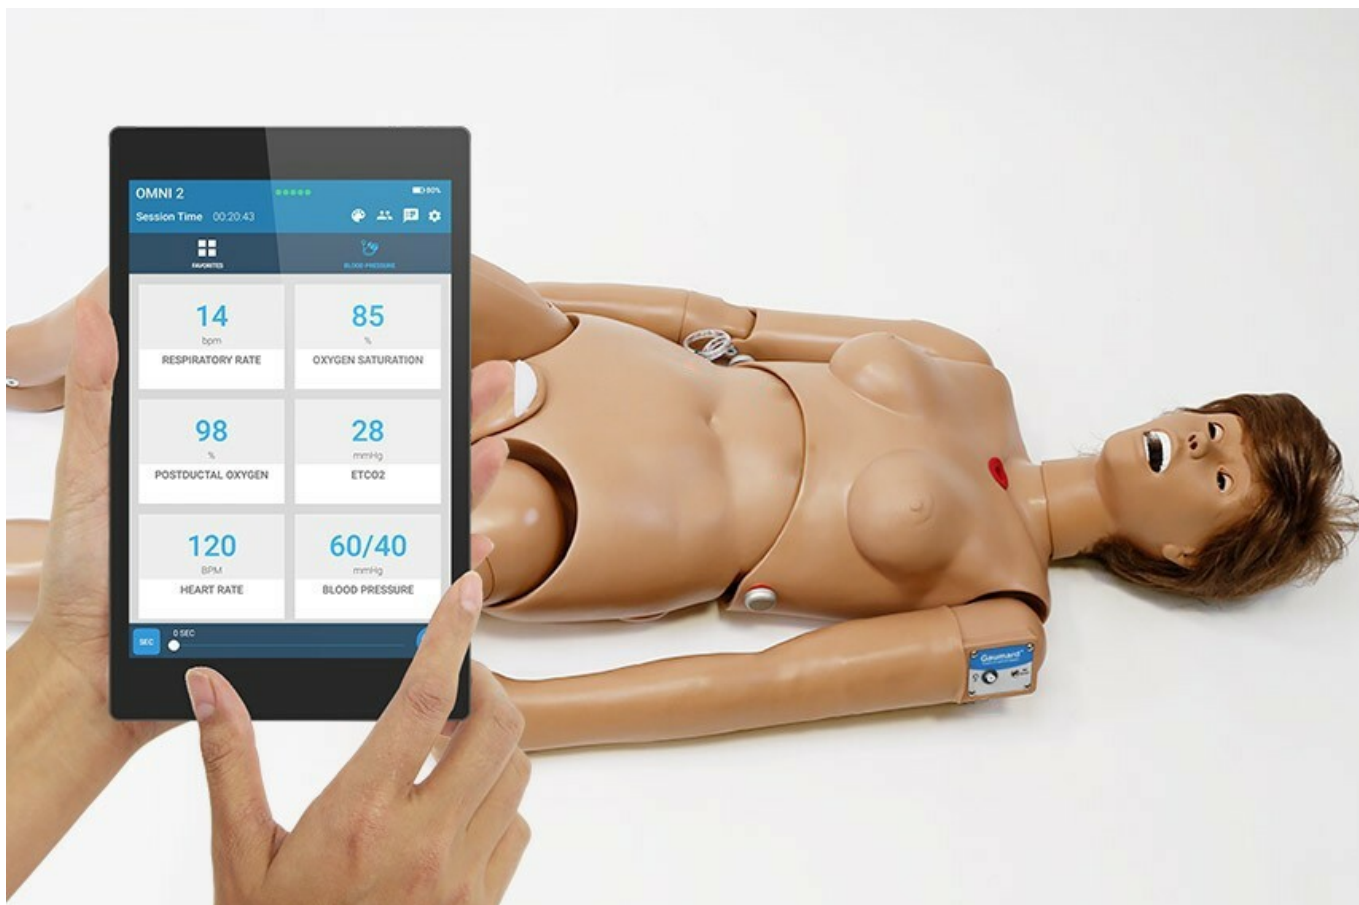 OMNI 2
80%
Session Time 00:20:43
FAVORITES
BLOOD PRESSURE
14
bpm
RESPIRATORY RATE
85
%
OXYGEN SATURATION
98
%
POSTDUCTAL OXYGEN
28
mmHg
ETCO2
120
BPM
HEART RATE
60/40
mmHg
BLOOD PRESSURE
SEC
0 SEC
Gaumard